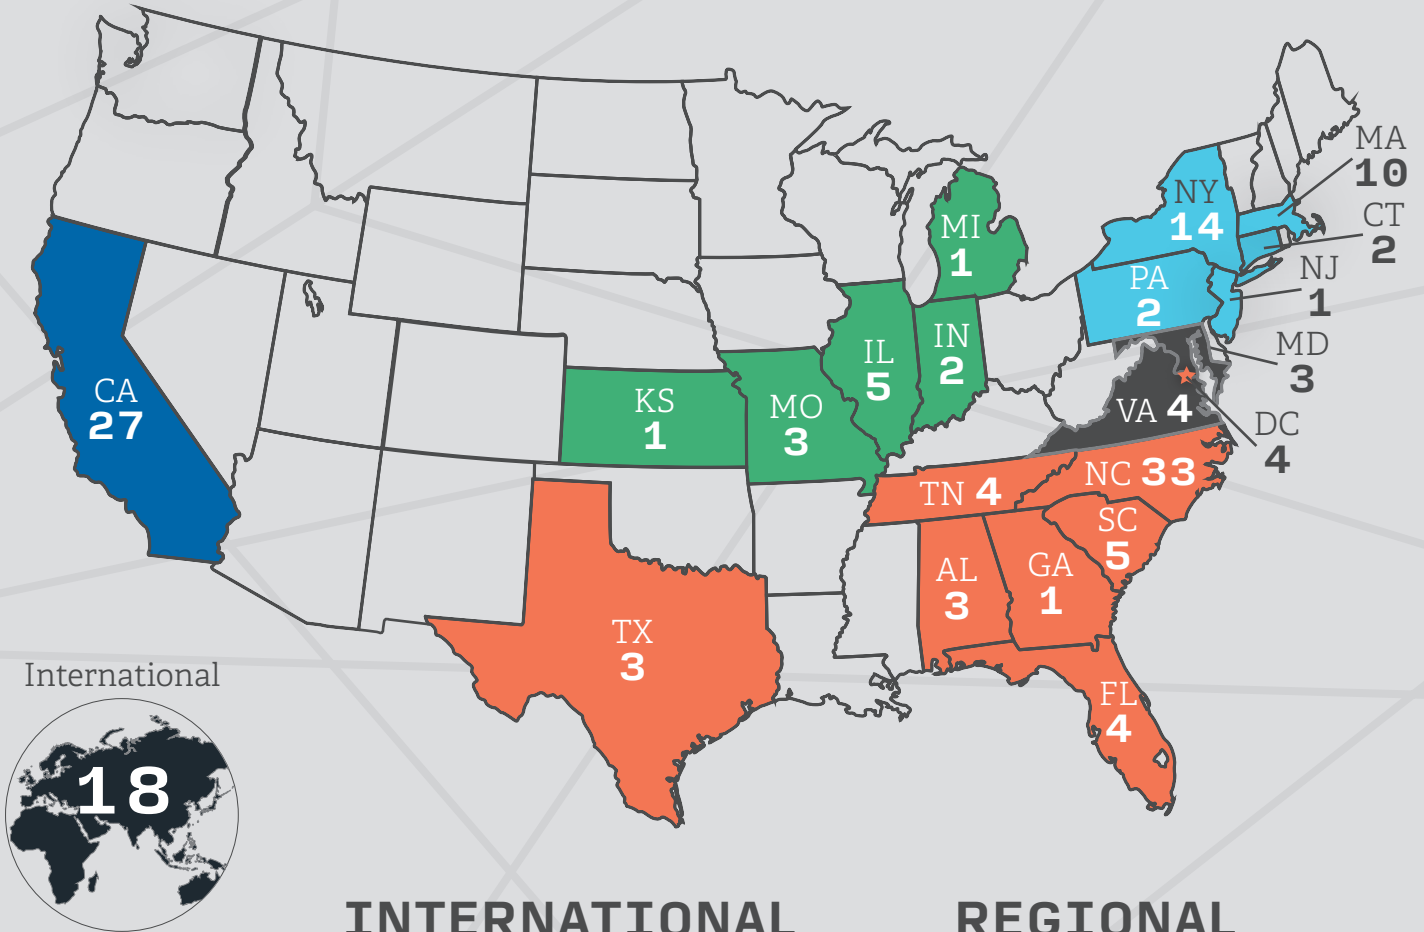 MA
10
NY
14
CT
2
MI
1
NJ
1
PA
2
IN
2
MD
3
IL
5
CA
27
KS
1
MO
3
VA 4
DC
4
NC 33
TN 4
SC
5
AL
3
GA
1
TX
3
International
18
FL
4
INTERNATIONAL
REGIONAL